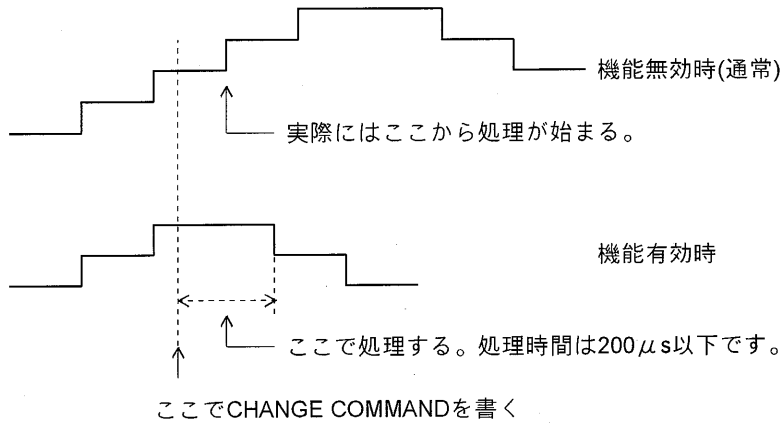 機能無効時(通常)
実際にはここから処理が始まる。
機能有効時
ここで処理する。処理時間は200μs以下です。
ここでCHANGE COMMANDを書く